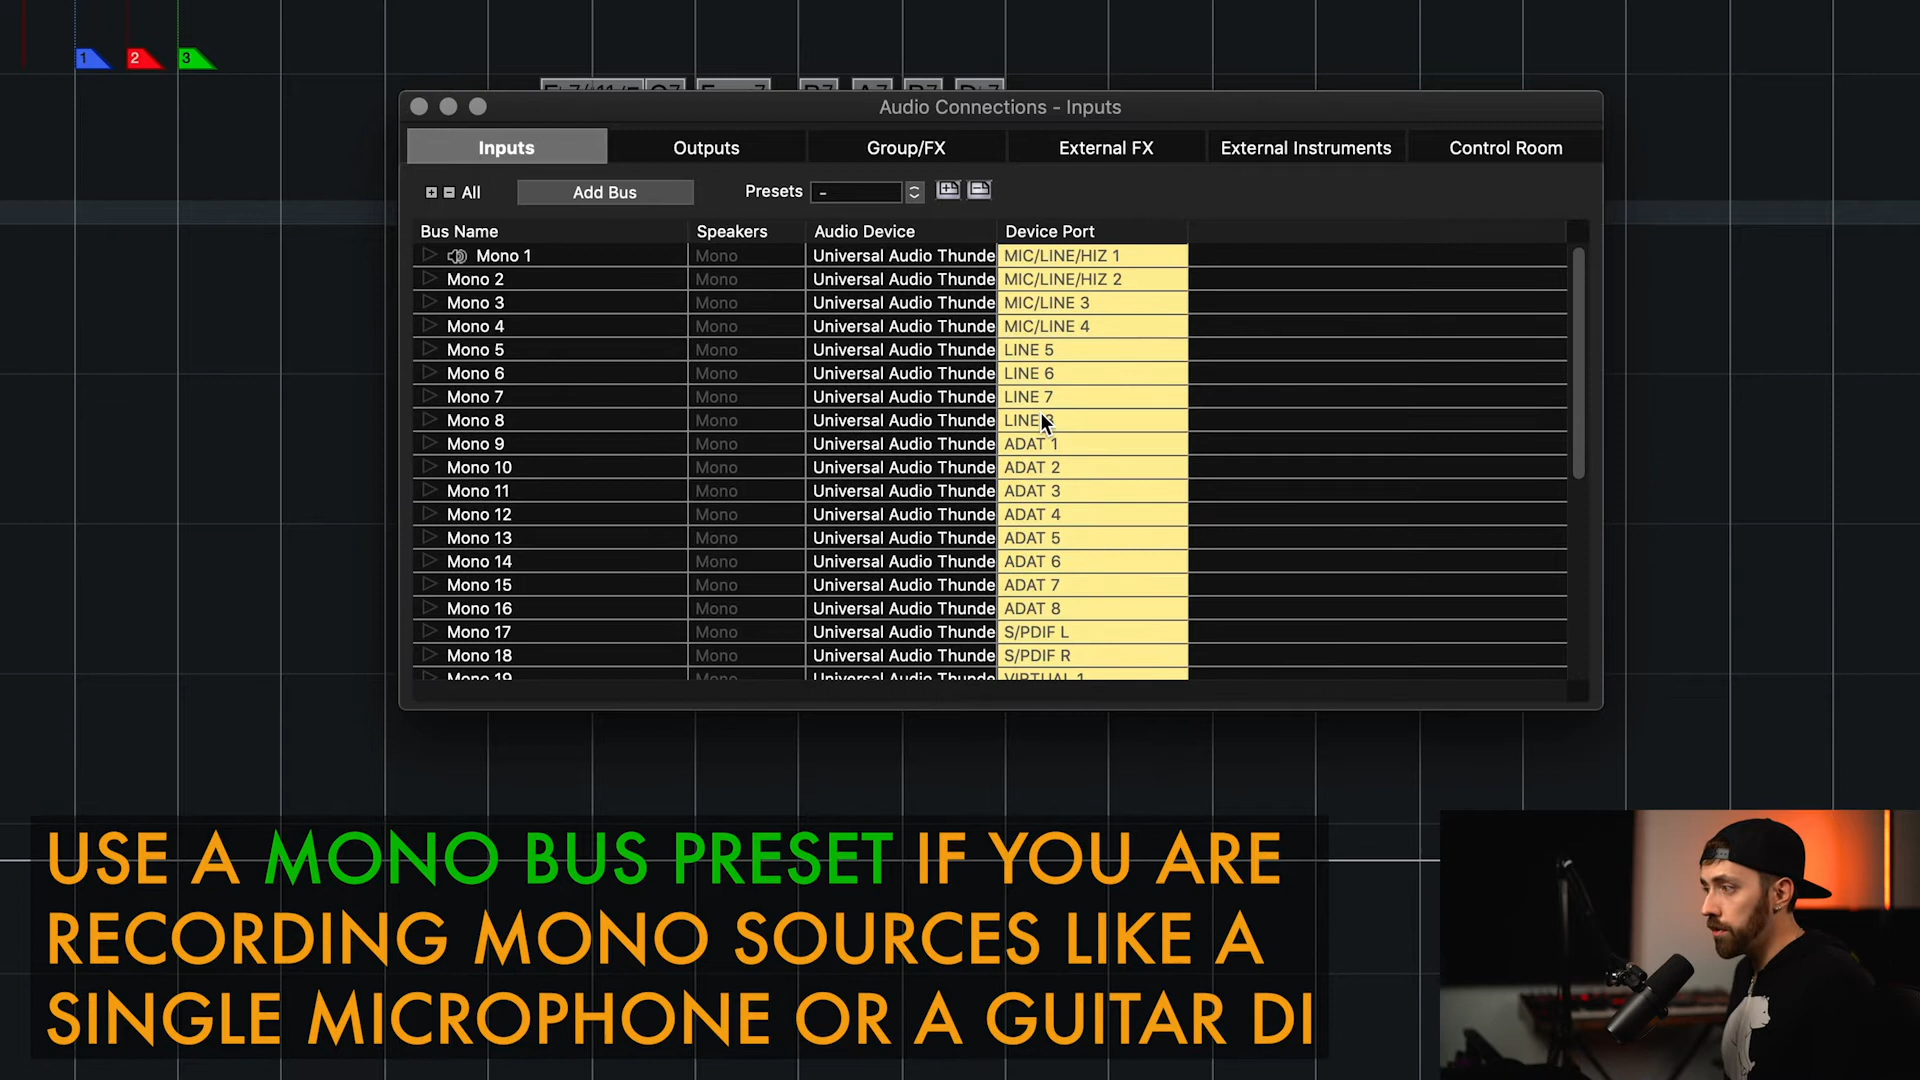 1 2 3
Audio Connections - Inputs
Inputs Outputs Group/FX External FX External Instruments Control Room
All Add Bus Presets -
Bus Name Speakers Audio Device Device Port
Mono 1 Mono Universal Audio Thunde MIC/LINE/HIZ 1
Mono 2 Mono Universal Audio Thunde MIC/LINE/HIZ 2
Mono 3 Mono Universal Audio Thunde MIC/LINE 3
Mono 4 Mono Universal Audio Thunde MIC/LINE 4
Mono 5 Mono Universal Audio Thunde LINE 5
Mono 6 Mono Universal Audio Thunde LINE 6
Mono 7 Mono Universal Audio Thunde LINE 7
Mono 8 Mono Universal Audio Thunde LINE 8
Mono 9 Mono Universal Audio Thunde ADAT 1
Mono 10 Mono Universal Audio Thunde ADAT 2
Mono 11 Mono Universal Audio Thunde ADAT 3
Mono 12 Mono Universal Audio Thunde ADAT 4
Mono 13 Mono Universal Audio Thunde ADAT 5
Mono 14 Mono Universal Audio Thunde ADAT 6
Mono 15 Mono Universal Audio Thunde ADAT 7
Mono 16 Mono Universal Audio Thunde ADAT 8
Mono 17 Mono Universal Audio Thunde S/PDIF L
Mono 18 Mono Universal Audio Thunde S/PDIF R
Mono 19 Mono Universal Audio Thunde VIRTUAL 1
USE A MONO BUS PRESET IF YOU ARE
RECORDING MONO SOURCES LIKE A
SINGLE MICROPHONE OR A GUITAR DI